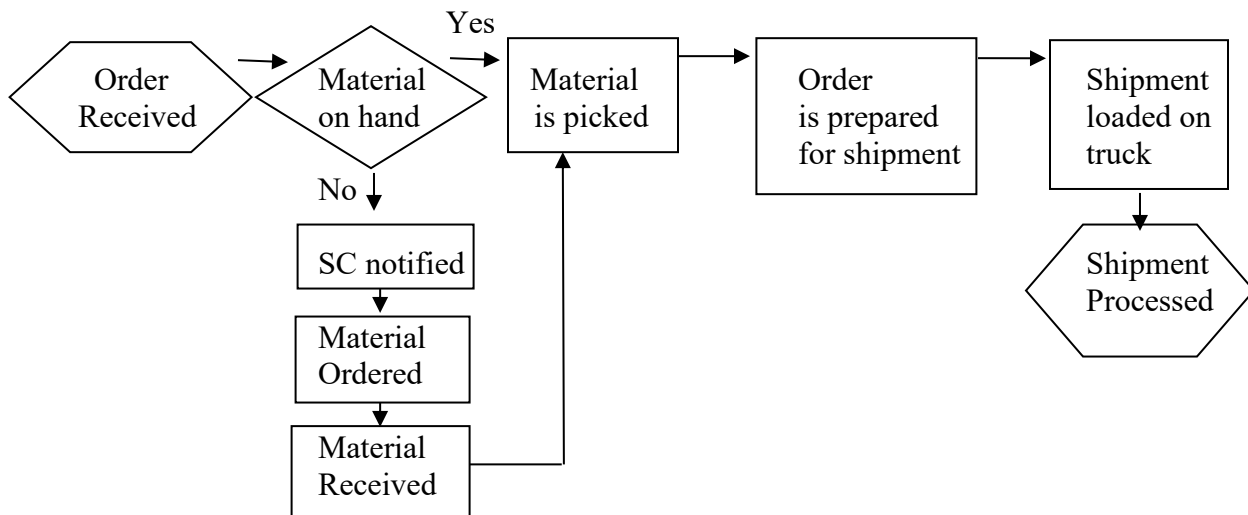 Order
Received
Material
on hand
Yes
Material
is picked
Order
is prepared
for shipment
Shipment
loaded on
truck
No
SC notified
Material
Ordered
Material
Received
Shipment
Processed